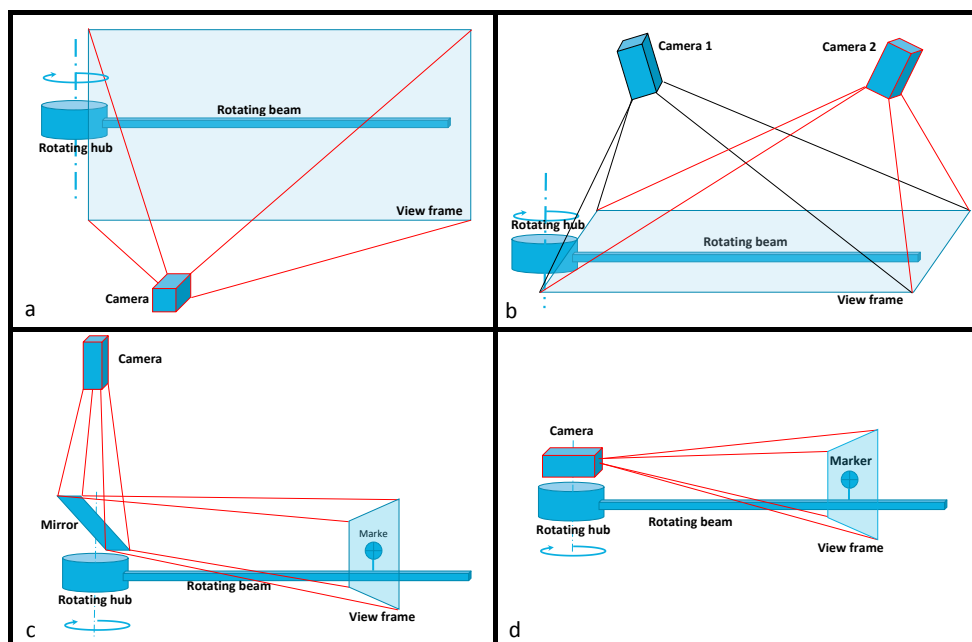 Rotating beam
Rotating hub
View frame
Camera
a
Camera 1
Camera 2
Rotating hub
Rotating beam
View frame
b
Camera
Mirror
Marke
Rotating beam
Rotating hub
View frame
c
Camera
Marker
Rotating beam
Rotating hub
View frame
d